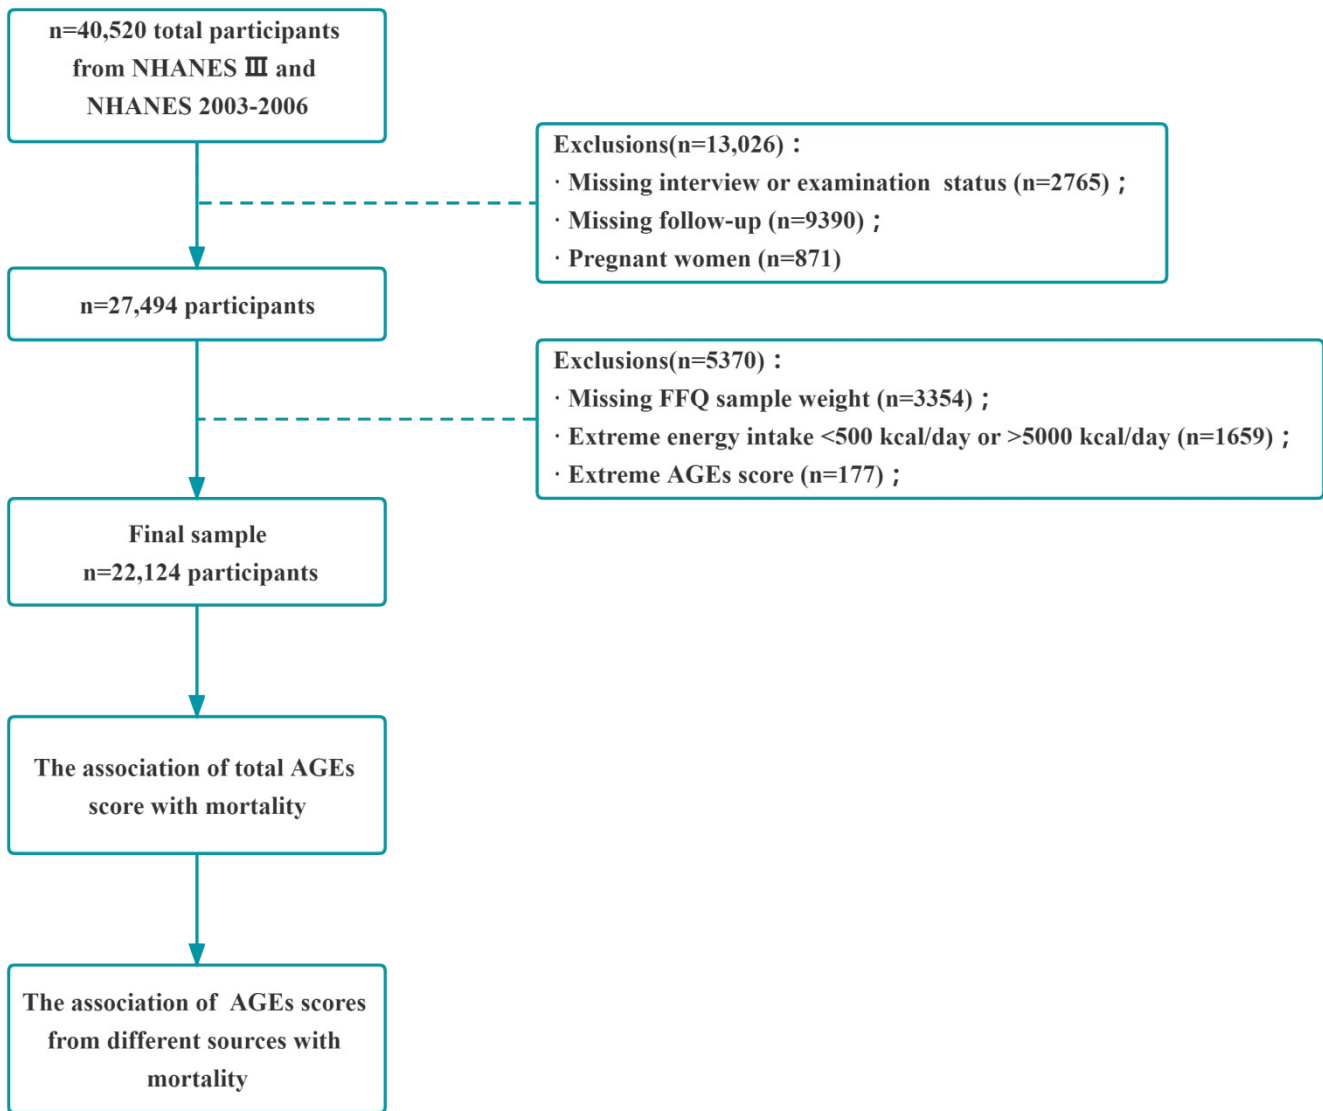 n=40,520 total participants
from NHANES Ⅲ and
NHANES 2003-2006
Exclusions(n=13,026)：
· Missing interview or examination  status (n=2765)；
· Missing follow-up (n=9390)；
· Pregnant women (n=871)
n=27,494 participants
Exclusions(n=5370)：
· Missing FFQ sample weight (n=3354)；
· Extreme energy intake <500 kcal/day or >5000 kcal/day (n=1659)；
· Extreme AGEs score (n=177)；
Final sample
n=22,124 participants
The association of total AGEs
score with mortality
The association of  AGEs scores
from different sources with
mortality